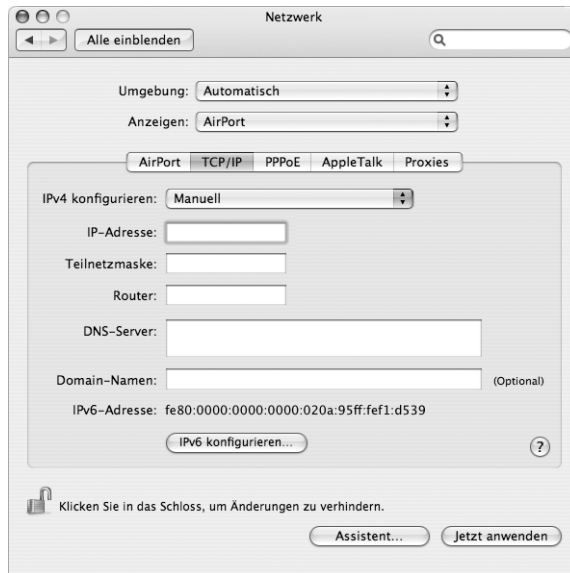 Netzwerk
Alle einblenden
Umgebung: Automatisch
Anzeigen: AirPort
AirPort TCP/IP PPPoE AppleTalk Proxies
IPv4 konfigurieren: Manuell
IP-Adresse:
Teilnetzmaske:
Router:
DNS-Server:
Domain-Namen: (Optional)
IPv6-Adresse: fe80:0000:0000:0000:020a:95ff:fef1:d539
IPv6 konfigurieren... ?
Klicken Sie in das Schloss, um Änderungen zu verhindern.
Assistent... Jetzt anwenden